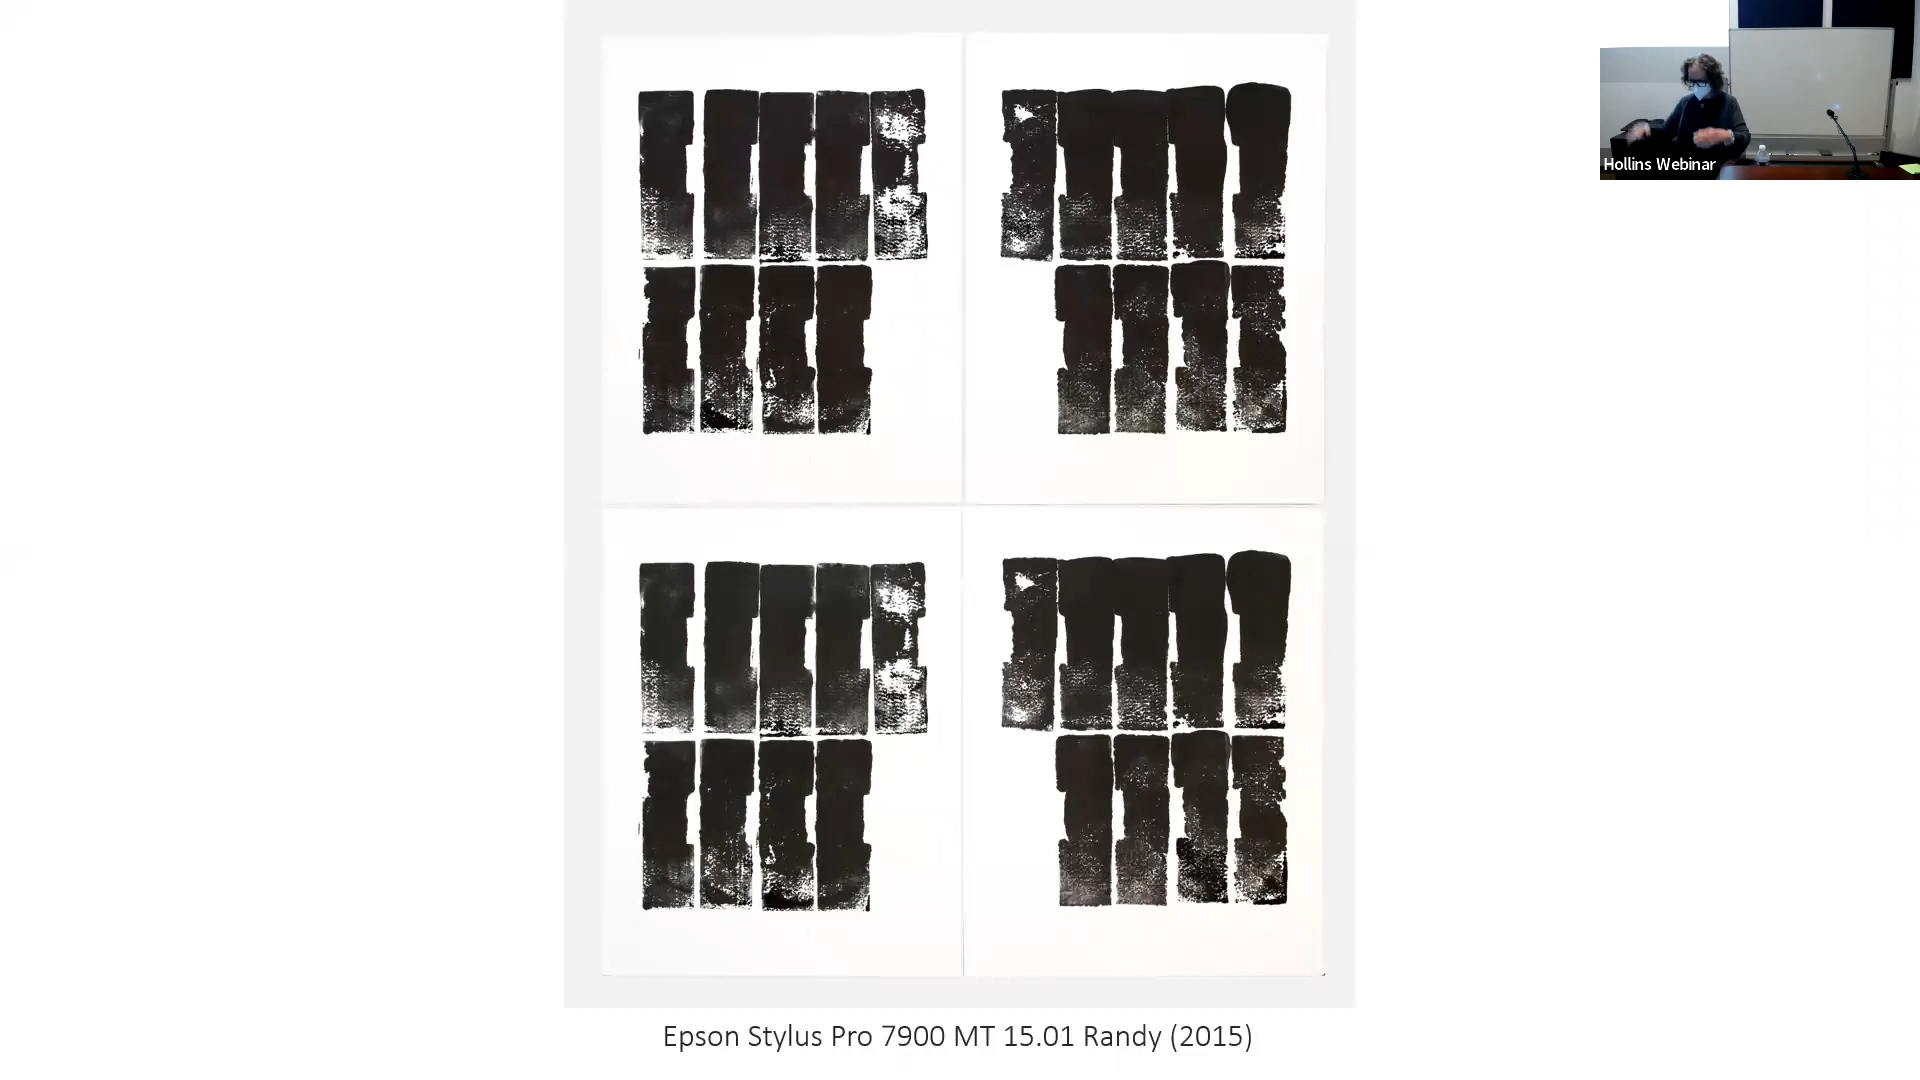 Hollins Webinar
Epson Stylus Pro 7900 MT 15.01 Randy (2015)